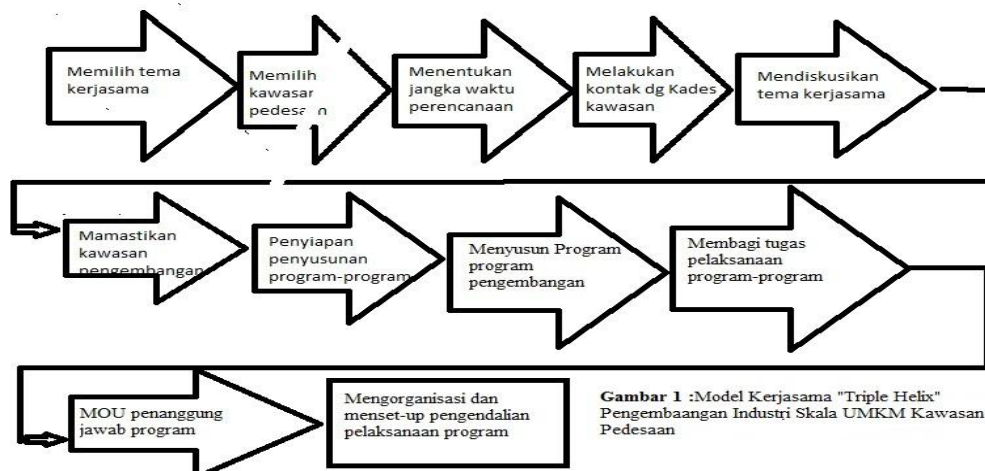 Memilih tema
kerjasama
Memilih
kawasan
pedesaan
Menentukan
jangka waktu
perencanaan
Melakukan
kontak dg Kades
kawasan
Mendiskusikan
tema kerjasama
Mamastikan
kawasan
pengembangan
Penyiapan
penyusunan
program-program
Menyusun Program
program
pengembangan
Membagi tugas
pelaksanaan
program-program
MOU penanggung
jawab program
Mengorganisasi dan
menset-up pengendalian
pelaksanaan program
Gambar 1 :Model Kerjasama "Triple Helix"
Pengembaangan Industri Skala UMKM Kawasan
Pedesaan